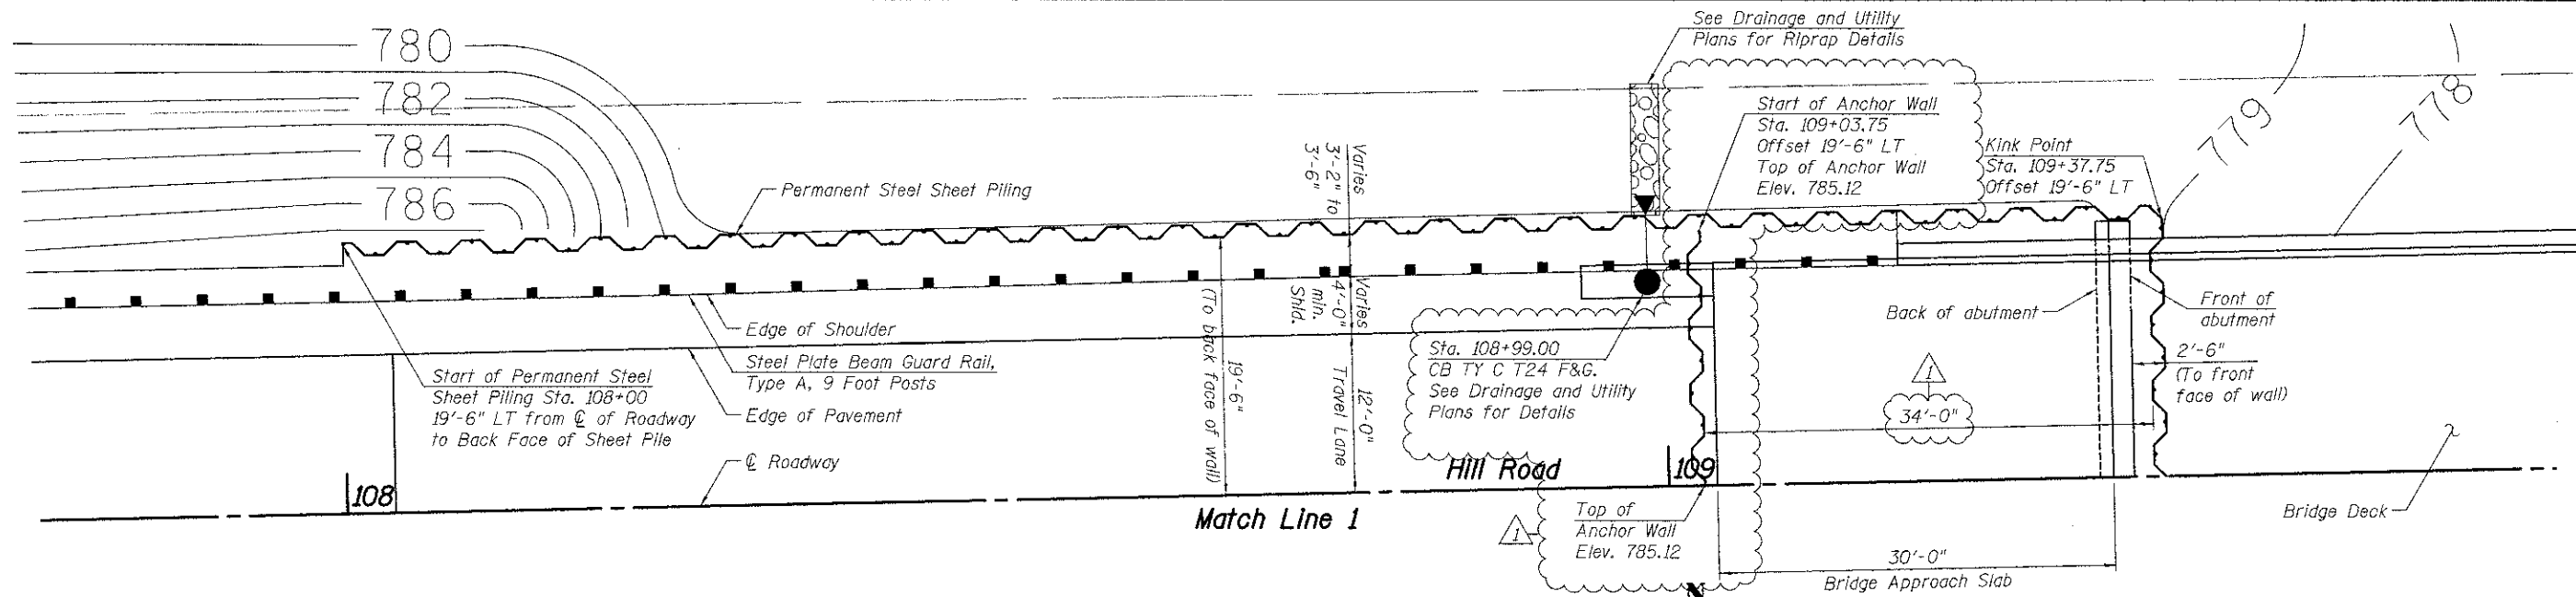 See Drainage and Utility
Plans for Riprap Details
780
782
784
786
Start of Anchor Wall
Sta. 109+03.75
Offset 19'-6" LT
Top of Anchor Wall
Elev. 785.12
Kink Point
Sta. 109+37.75
Offset 19'-6" LT
779
778
Permanent Steel Sheet Piling
Varies
3'-2" to
3'-6"
Edge of Shoulder
Steel Plate Beam Guard Rail,
Type A, 9 Foot Posts
Edge of Pavement
℄ Roadway
Start of Permanent Steel
Sheet Piling Sta. 108+00
19'-6" LT from ℄ of Roadway
to Back Face of Sheet Pile
19'-6"
(To back face of wall)
Varies
4'-0"
min.
Shld.
12'-0"
Travel Lane
Sta. 108+99.00
CB TY C T24 F&G.
See Drainage and Utility
Plans for Details
Back of abutment
Front of
abutment
2'-6"
(To front
face of wall)
1
34'-0"
108
Hill Road
109
Match Line 1
1
Top of
Anchor Wall
Elev. 785.12
30'-0"
Bridge Approach Slab
Bridge Deck